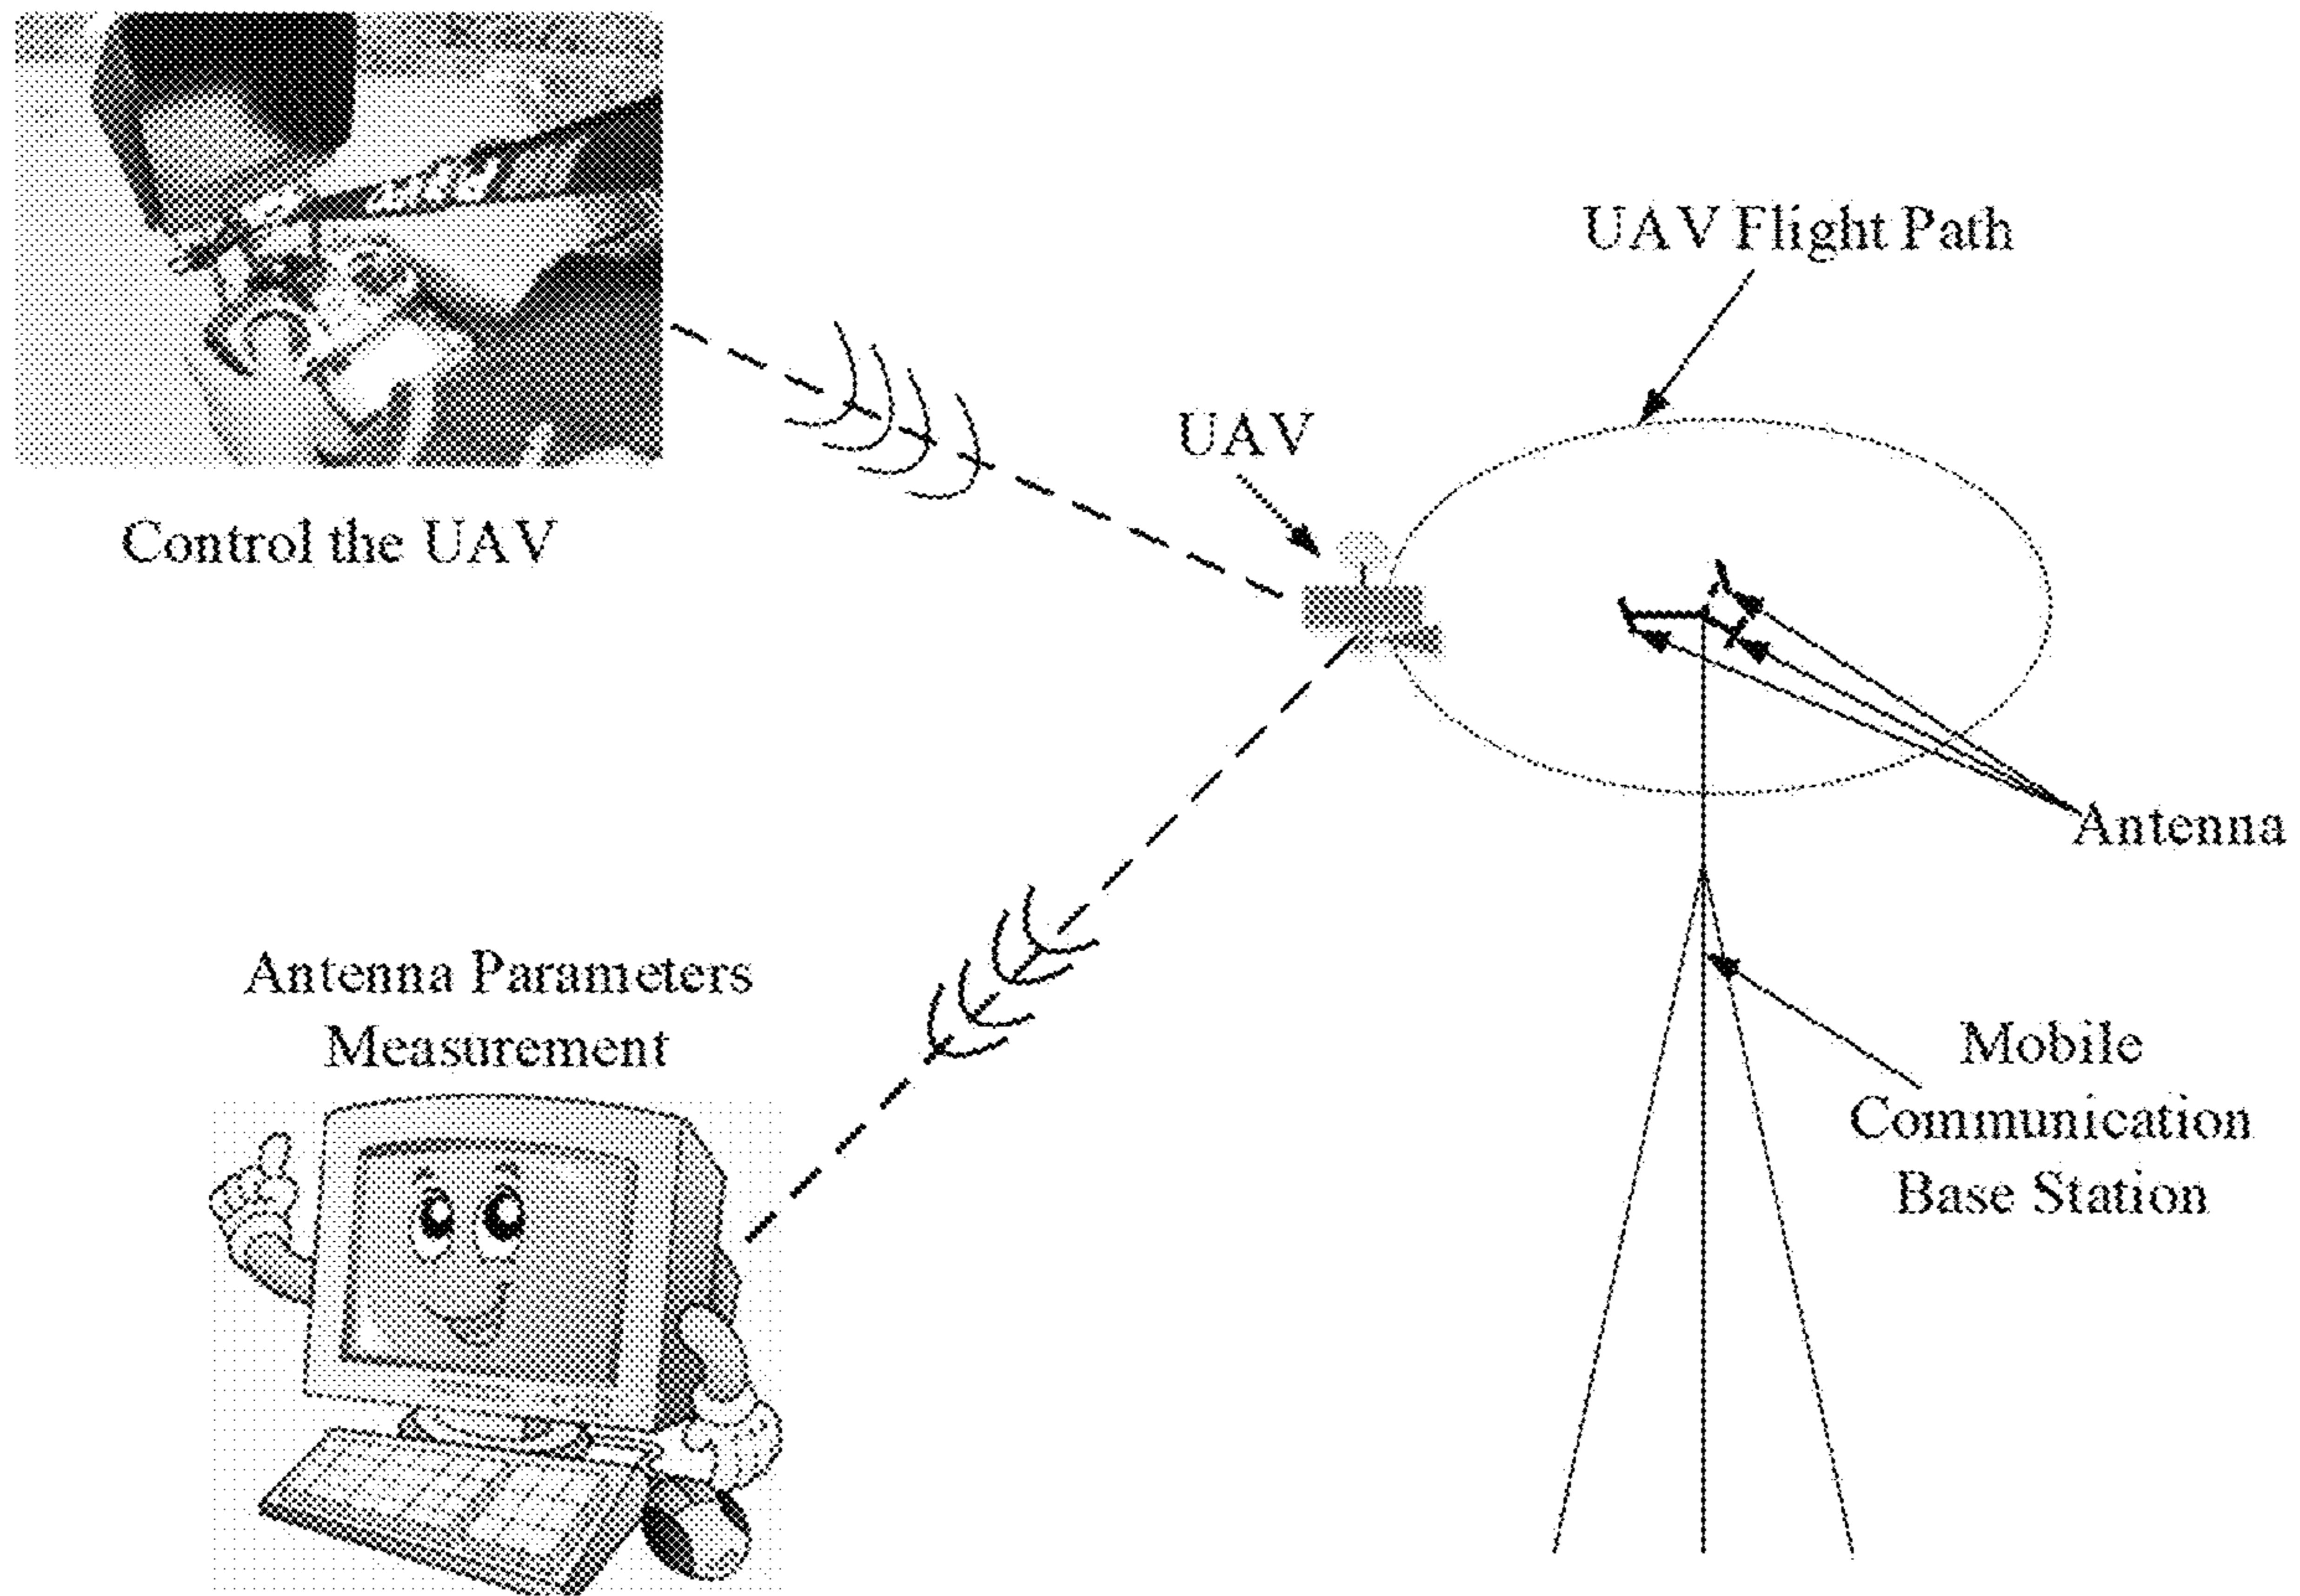 UAV Flight Path
UAV
Control the UAV
Antenna
Antenna Parameters
Measurement
Mobile
Communication
Base Station